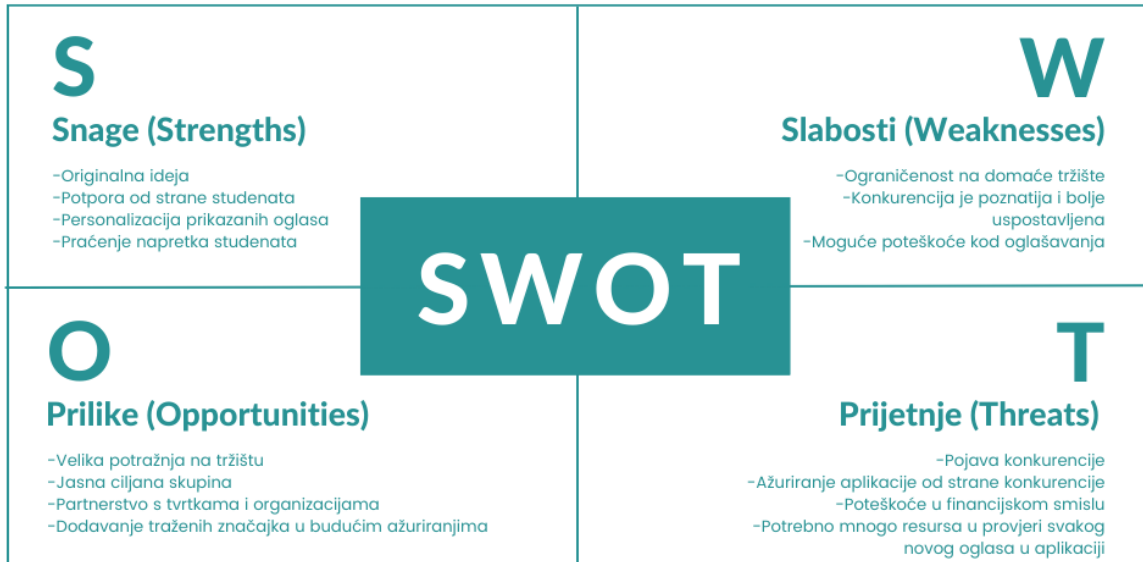 S
Snage (Strengths)
-Originalna ideja
-Potpora od strane studenata
-Personalizacija prikazanih oglasa
-Praćenje napretka studenata
W
Slabosti (Weaknesses)
-Ograničenost na domaće tržište
-Konkurencija je poznatija i bolje
uspostavljena
-Moguće poteškoće kod oglašavanja
SWOT
O
Prilike (Opportunities)
-Velika potražnja na tržištu
-Jasna ciljana skupina
-Partnerstvo s tvrtkama i organizacijama
-Dodavanje traženih značajka u budućim ažuriranjima
T
Prijetnje (Threats)
-Pojava konkurencije
-Ažuriranje aplikacije od strane konkurencije
-Poteškoće u financijskom smislu
-Potrebno mnogo resursa u provjeri svakog
novog oglasa u aplikaciji